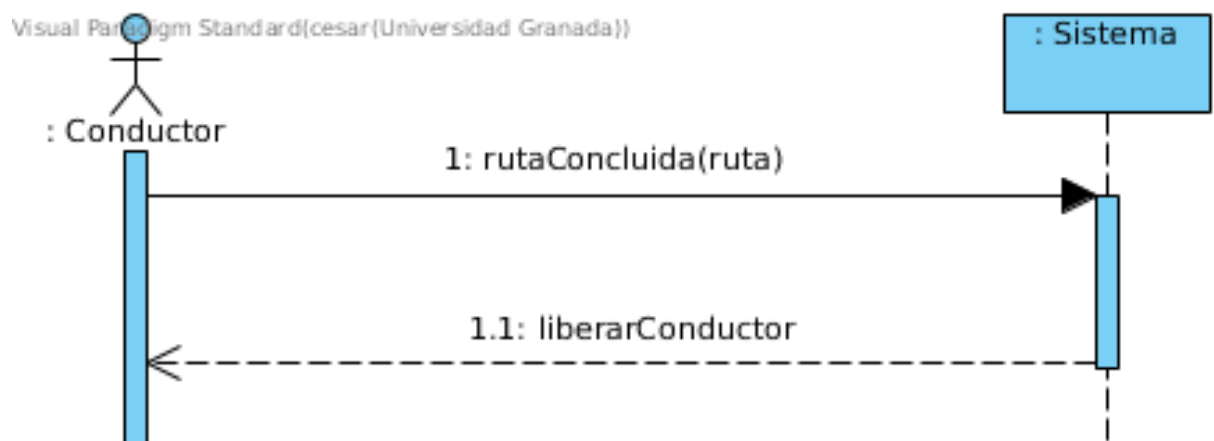 Visual Paradigm Standard(cesar(Universidad Granada))
: Sistema
: Conductor
1: rutaConcluida(ruta)
1.1: liberarConductor